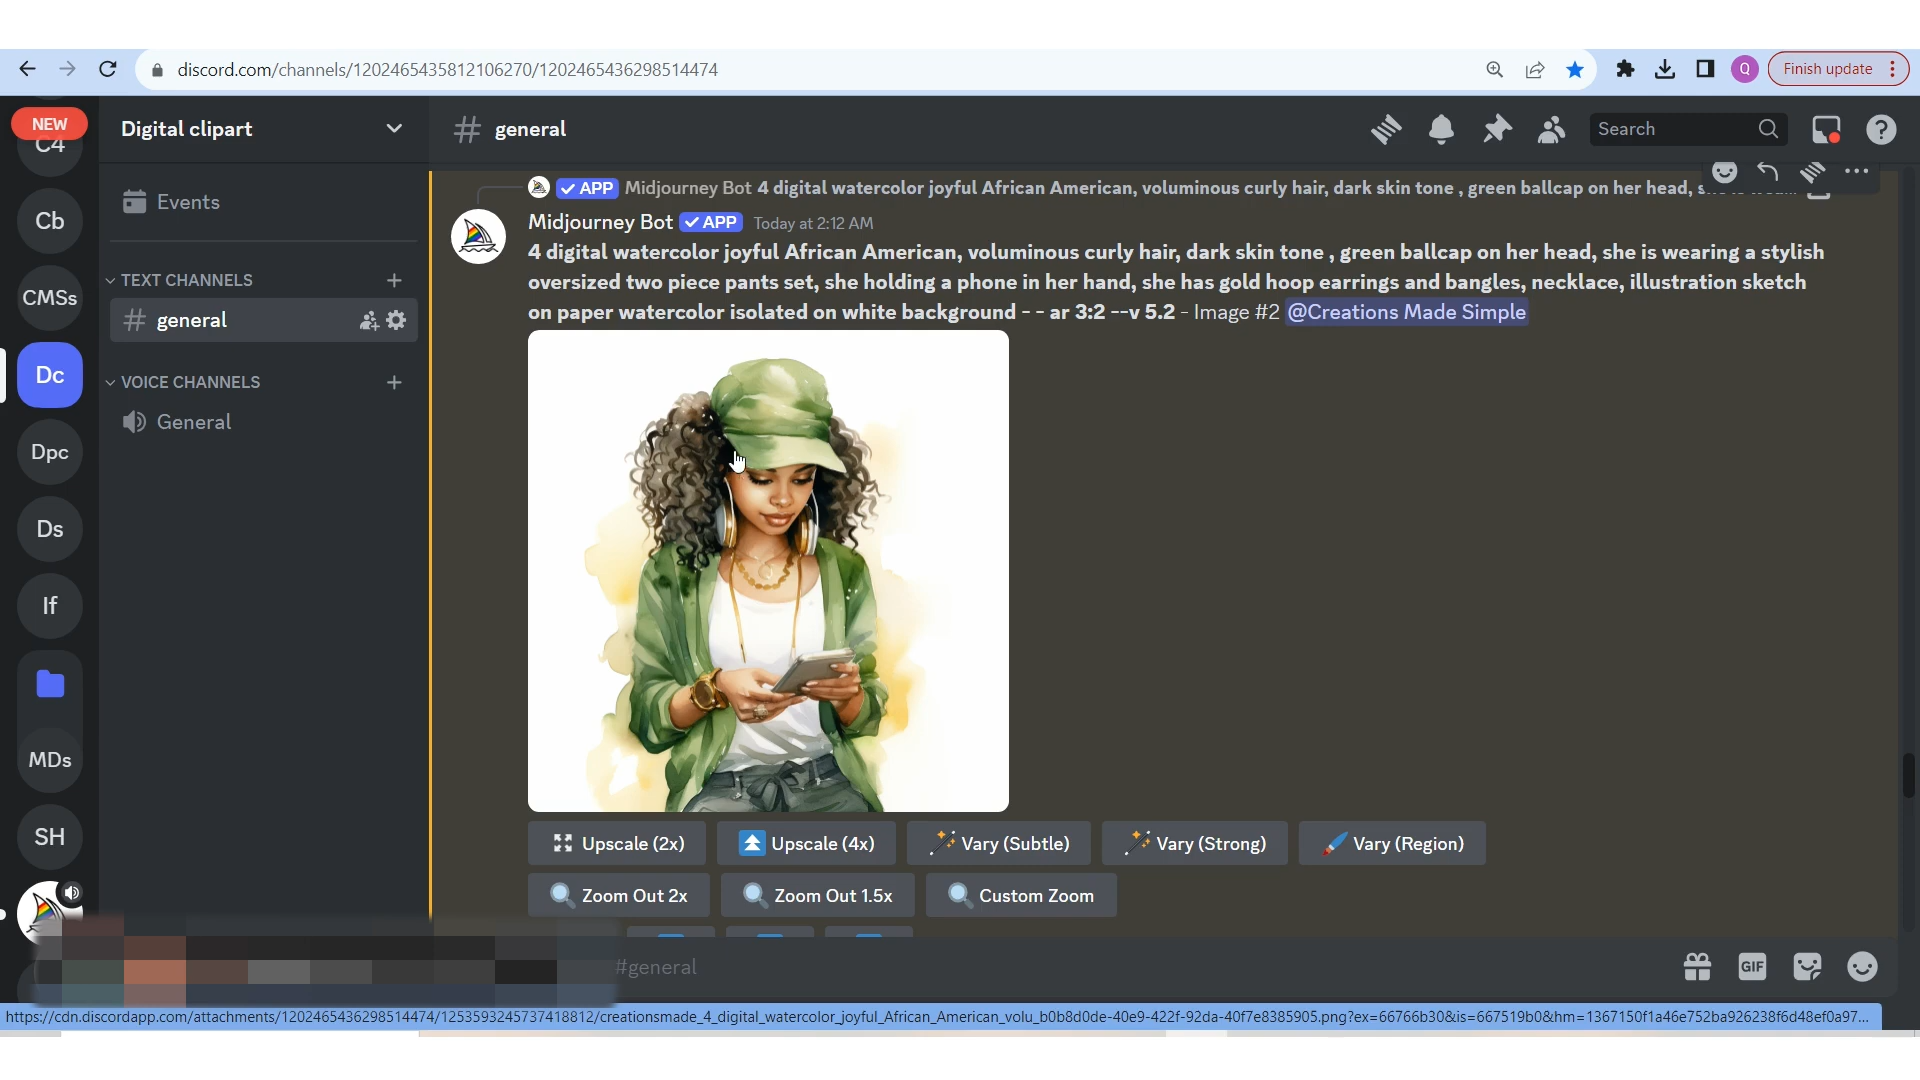 discord.com/channels/1202465435812106270/1202465436298514474
Q
Finish update
NEW
C4
Digital clipart
general
Search
Cb
Events
APP Midjourney Bot 4 digital watercolor joyful African American, voluminous curly hair, dark skin tone , green ballcap on her head,
Midjourney Bot APP Today at 2:12 AM
4 digital watercolor joyful African American, voluminous curly hair, dark skin tone , green ballcap on her head, she is wearing a stylish
oversized two piece pants set, she holding a phone in her hand, she has gold hoop earrings and bangles, necklace, illustration sketch
on paper watercolor isolated on white background - - ar 3:2 --v 5.2 - Image #2 @Creations Made Simple
TEXT CHANNELS
CMSs
general
Dc
VOICE CHANNELS
General
Dpc
Ds
If
MDs
SH
Upscale (2x)
Upscale (4x)
Vary (Subtle)
Vary (Strong)
Vary (Region)
Zoom Out 2x
Zoom Out 1.5x
Custom Zoom
#general
GIF
https://cdn.discordapp.com/attachments/1202465436298514474/1253593245737418812/creationsmade_4_digital_watercolor_joyful_African_American_volu_b0b8d0de-40e9-422f-92da-40f7e8385905.png?ex=66766b30&is=667519b0&hm=1367150f1a46e752ba926238f6d48ef0a97...